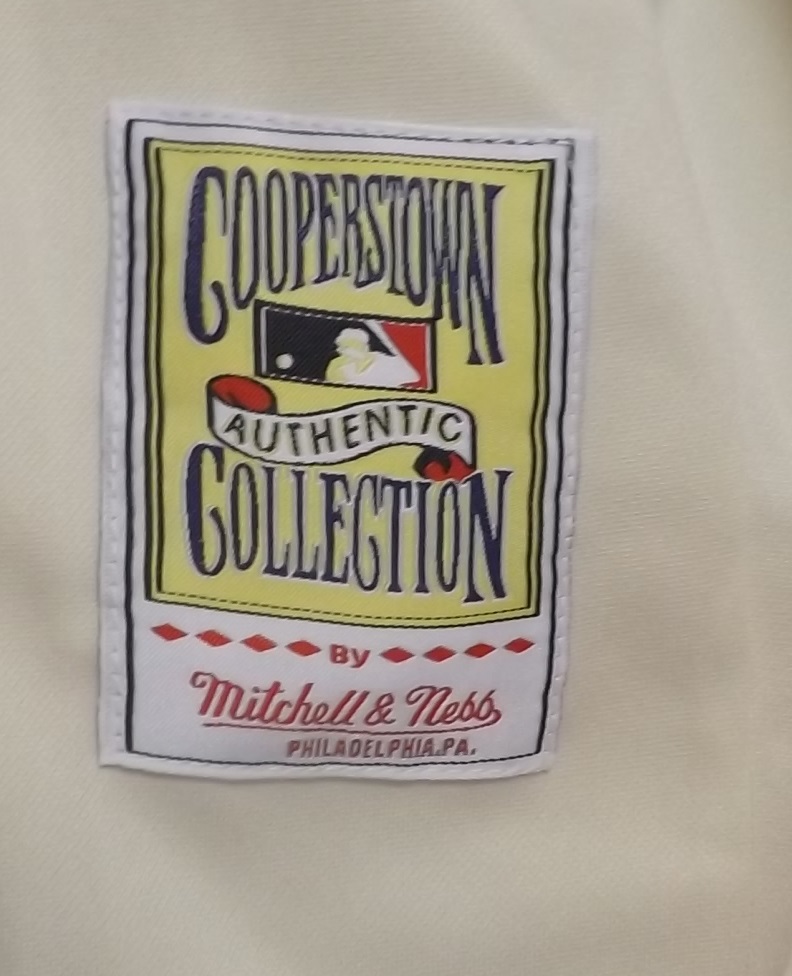 COOPERSTOWN
AUTHENTIC
COLLECTION
By
Mitchell & Ness
PHILADELPHIA, PA.